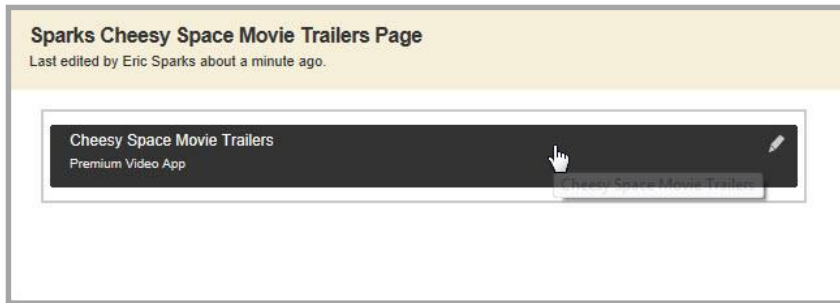 Sparks Cheesy Space Movie Trailers Page
Last edited by Eric Sparks about a minute ago.
Cheesy Space Movie Trailers
Premium Video App
Cheesy Space Movie Trailers